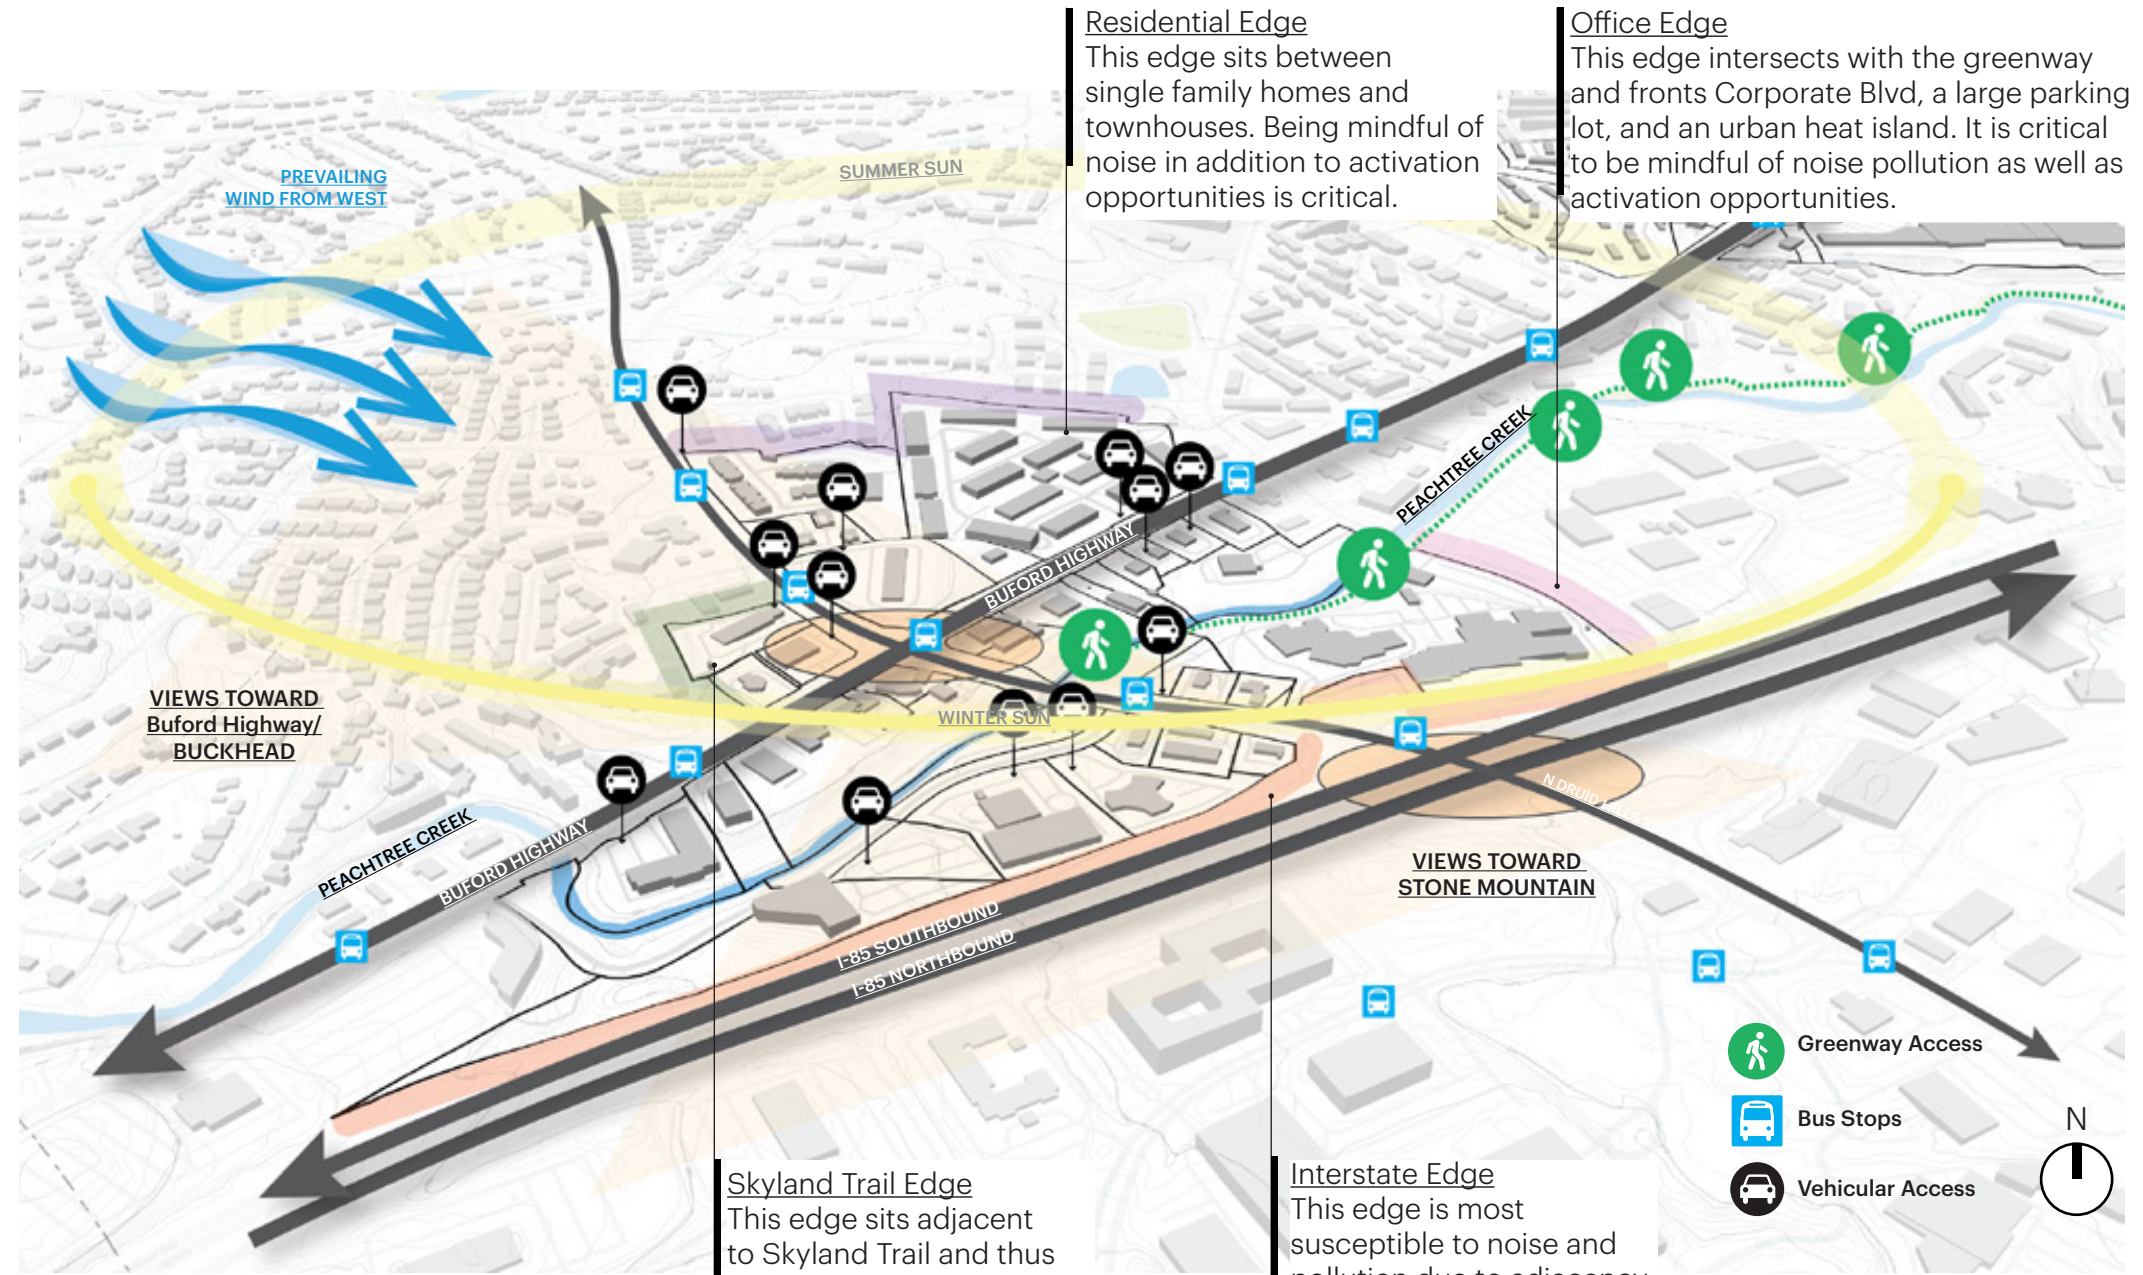 Residential Edge
This edge sits between
single family homes and
townhouses. Being mindful of
noise in addition to activation
opportunities is critical.
Office Edge
This edge intersects with the greenway
and fronts Corporate Blvd, a large parking
lot, and an urban heat island. It is critical
to be mindful of noise pollution as well as
activation opportunities.
PREVAILING
WIND FROM WEST
SUMMER SUN
PEACHTREE CREEK
BUFORD HIGHWAY
WINTER SUN
VIEWS TOWARD
Buford Highway/
BUCKHEAD
N DRUID
PEACHTREE CREEK
BUFORD HIGHWAY
VIEWS TOWARD
STONE MOUNTAIN
I-85 SOUTHBOUND
I-85 NORTHBOUND
Greenway Access
Bus Stops
Vehicular Access
N
Skyland Trail Edge
This edge sits adjacent
to Skyland Trail and thus
Interstate Edge
This edge is most
susceptible to noise and
pollution due to adjacency